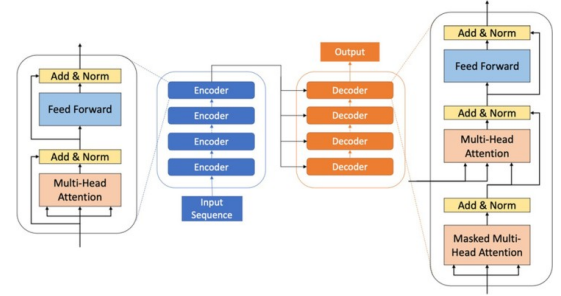 Add & Norm
Feed Forward
Add & Norm
Multi-Head
Attention
Encoder
Encoder
Encoder
Encoder
Input
Sequence
Output
Decoder
Decoder
Decoder
Decoder
Add & Norm
Feed Forward
Add & Norm
Multi-Head
Attention
Add & Norm
Masked Multi-
Head Attention